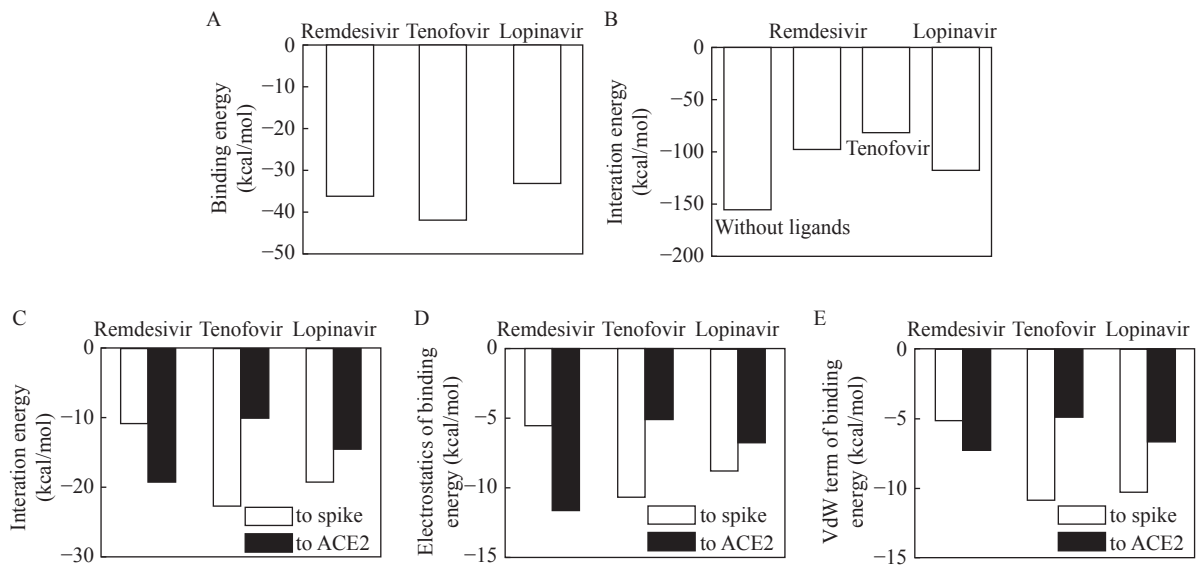 A
Remdesivir Tenofovir Lopinavir
0
−10
−20
−30
−40
−50
Binding energy
(kcal/mol)
B
Remdesivir Lopinavir
0
−50
−100
−150
−200
Interation energy
(kcal/mol)
Tenofovir
Without ligands
C
Remdesivir Tenofovir Lopinavir
0
−10
−20
−30
Interation energy
(kcal/mol)
to spike
to ACE2
D
Remdesivir Tenofovir Lopinavir
0
−5
−10
−15
Electrostatics of binding
energy (kcal/mol)
to spike
to ACE2
E
Remdesivir Tenofovir Lopinavir
0
−5
−10
−15
VdW term of binding
energy (kcal/mol)
to spike
to ACE2